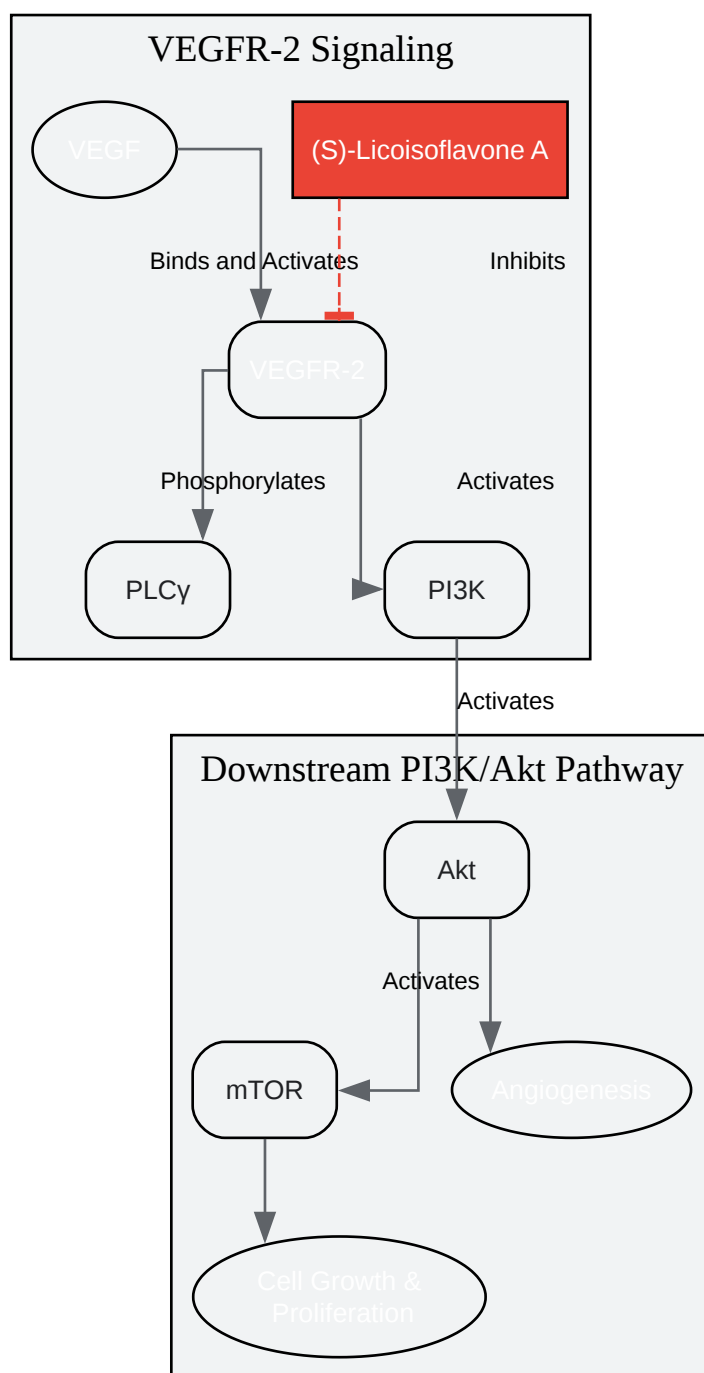 VEGFR-2 Signaling
VEGF
(S)-Licoisoflavone A
Binds and Activates
Inhibits
VEGFR-2
Phosphorylates
Activates
PLCγ
PI3K
Activates
Downstream PI3K/Akt Pathway
Akt
Activates
mTOR
Angiogenesis
Cell Growth &
Proliferation